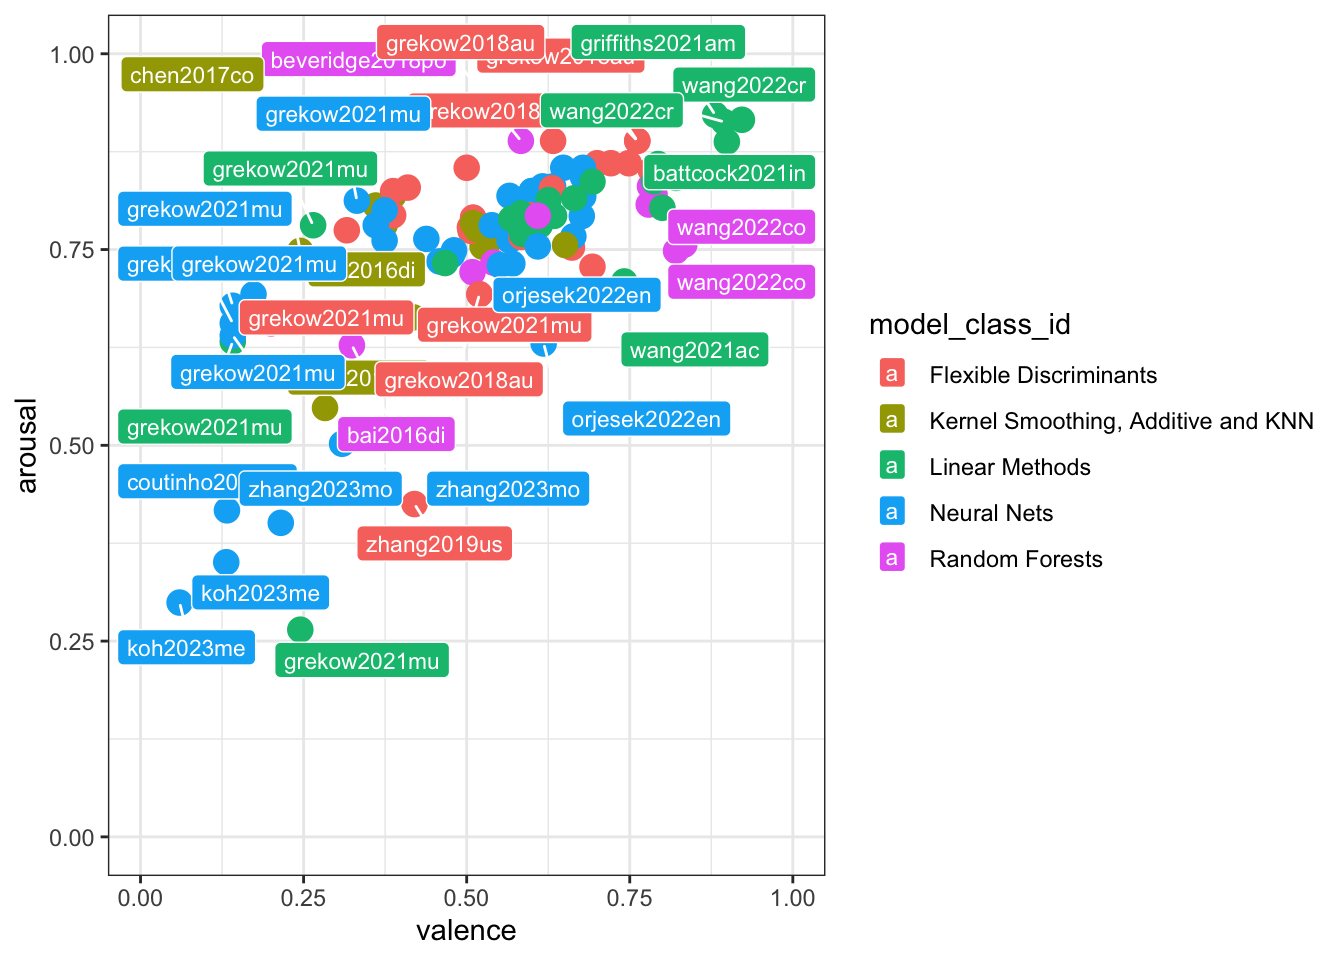 grekow2018au
griffiths2021am
1.00
chen2017co
wang2022cr
grekow2021mu
wang2022cr
grekow2021mu
battcock2021in
grekow2021mu
wang2022co
0.75
grekow2021mu
2016di
wang2022co
orjesek2022en
grekow2021mu
grekow2021mu
wang2021ac
grekow2021mu
grekow2018au
grekow2021mu
orjesek2022en
bai2016di
0.50
zhang2023mo
zhang2023mo
zhang2019us
koh2023me
0.25
koh2023me
grekow2021mu
0.00
0.00
0.25
0.50
0.75
1.00
valence
arousal
model_class_id
a Flexible Discriminants
a Kernel Smoothing, Additive and KNN
a Linear Methods
a Neural Nets
a Random Forests